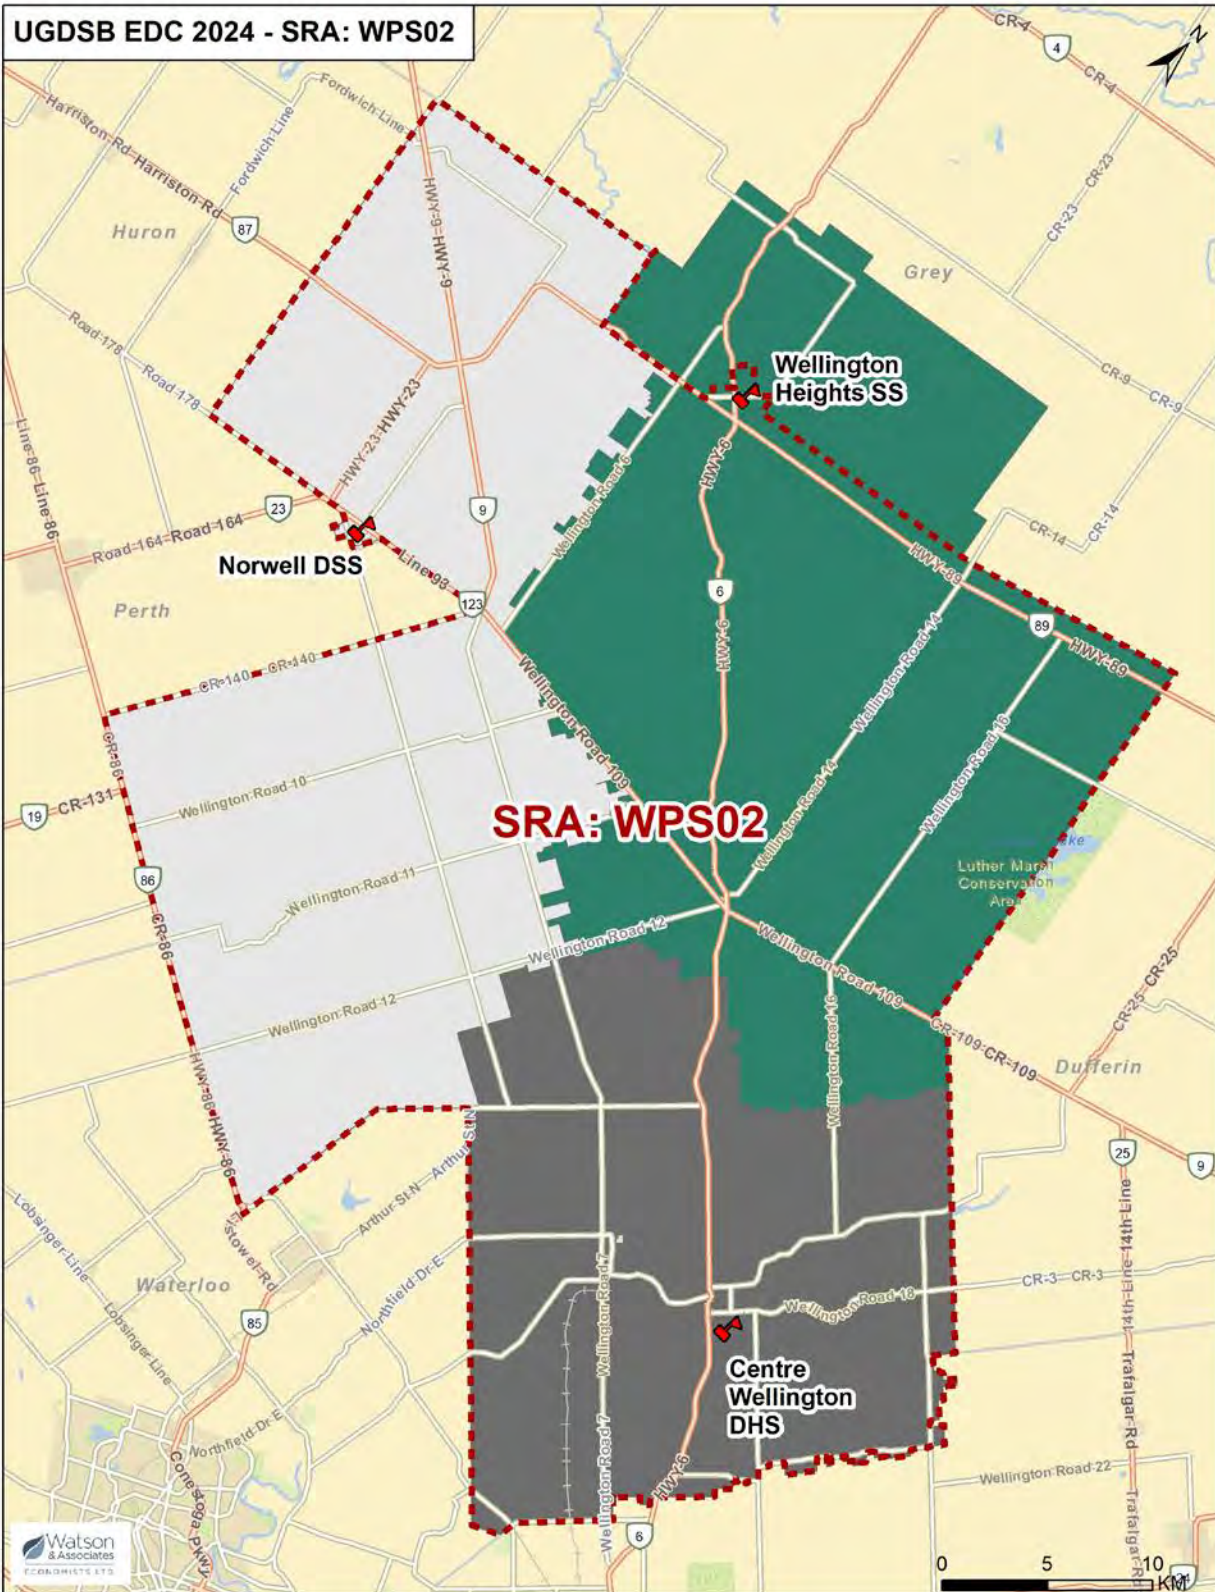 UGDSB EDC 2024 - SRA: WPS02
N
CR-4
4
CR-4
Fordwich Line
Harriston Rd Harriston Rd
Fordwich-Line
HWY-9-HWY-9
CR-23
CR-23
Huron
87
Grey
Road-178
Road 178
Wellington
Heights SS
CR-9
CR-9
HWY-23-HWY-23
Line-86 Line-86
HWY-6
Wellington-Road-6
23
9
Road-164-Road 164
CR-14
CR-14
Norwell DSS
Line-93
HWY-89
6
Perth
123
HWY-6
89
HWY-89
Wellington-Road-14
CR-140
CR-140
Wellington Road 109
Wellington-Road-16
CR-86
19
CR-131
Wellington Road 10
SRA: WPS02
Wellington-Road-14
Luther Marsh
Conservation
Area
86
Wellington Road 11
CR-86
Wellington Road 12
Wellington Road 109
Wellington Road 12
CR-25
CR-25
Wellington-Road-16
CR-109-CR-109
Dufferin
HWY-86-HWY-86
25
9
Arthur St N
Arthur St N
Lobsinger-Line
14th-Line-14th-Line
Waterloo
Northfield-Dr-E
CR-3
CR-3
Wellington-Road-7
Wellington Road 18
85
Lobsinger Line
Centre
Wellington
DHS
Trafalgar-Rd
Northfield-Dr-E
Wellington-Road-7
Conestoga Pkwy
HWY-6
Wellington Road 22
Trafalgar-Rd
6
Watson
& Associates
ECONOMISTS LTD.
0 5 10
KM